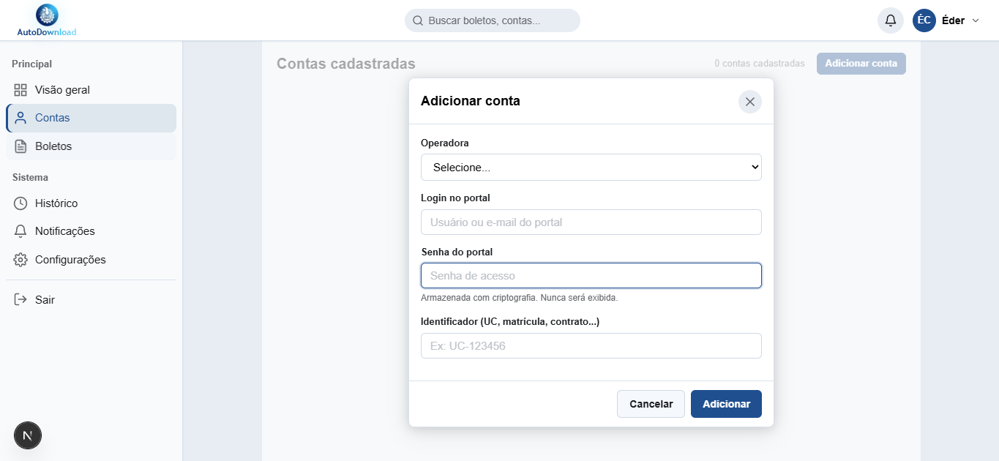 AutoDownload
Buscar boletos, contas...
ÉC
Éder
Principal
Visão geral
Contas
Boletos
Sistema
Histórico
Notificações
Configurações
Sair
N
Contas cadastradas
0 contas cadastradas
Adicionar conta
Adicionar conta
Operadora
Selecione...
Login no portal
Usuário ou e-mail do portal
Senha do portal
Senha de acesso
Armazenada com criptografia. Nunca será exibida.
Identificador (UC, matrícula, contrato...)
Ex: UC-123456
Cancelar
Adicionar